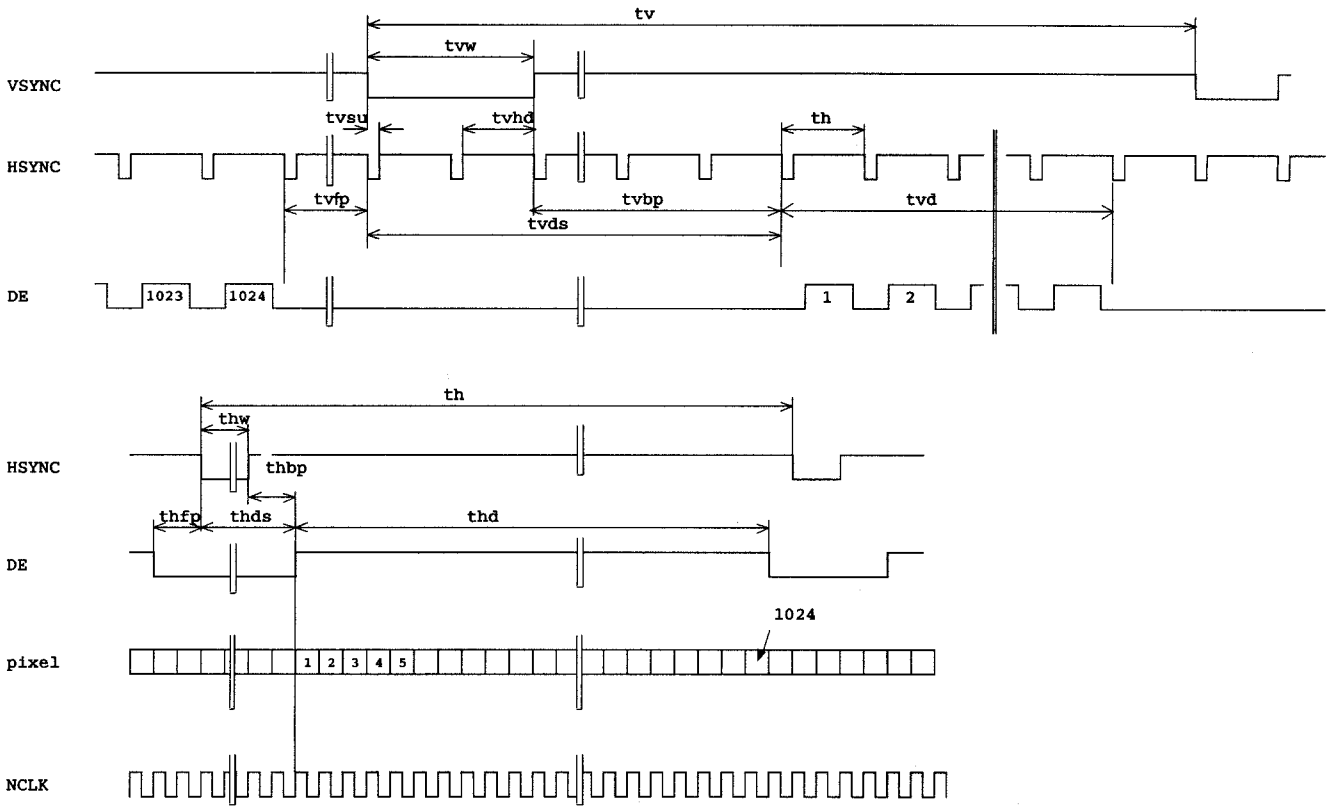 tv
tvw
VSYNC
tvsu
tvhd
th
HSYNC
tvfp
tvbp
tvd
tvds
DE
1023
1024
1
2
th
thw
HSYNC
thbp
thfp
thds
thd
DE
1024
pixel
1 2 3 4 5
NCLK